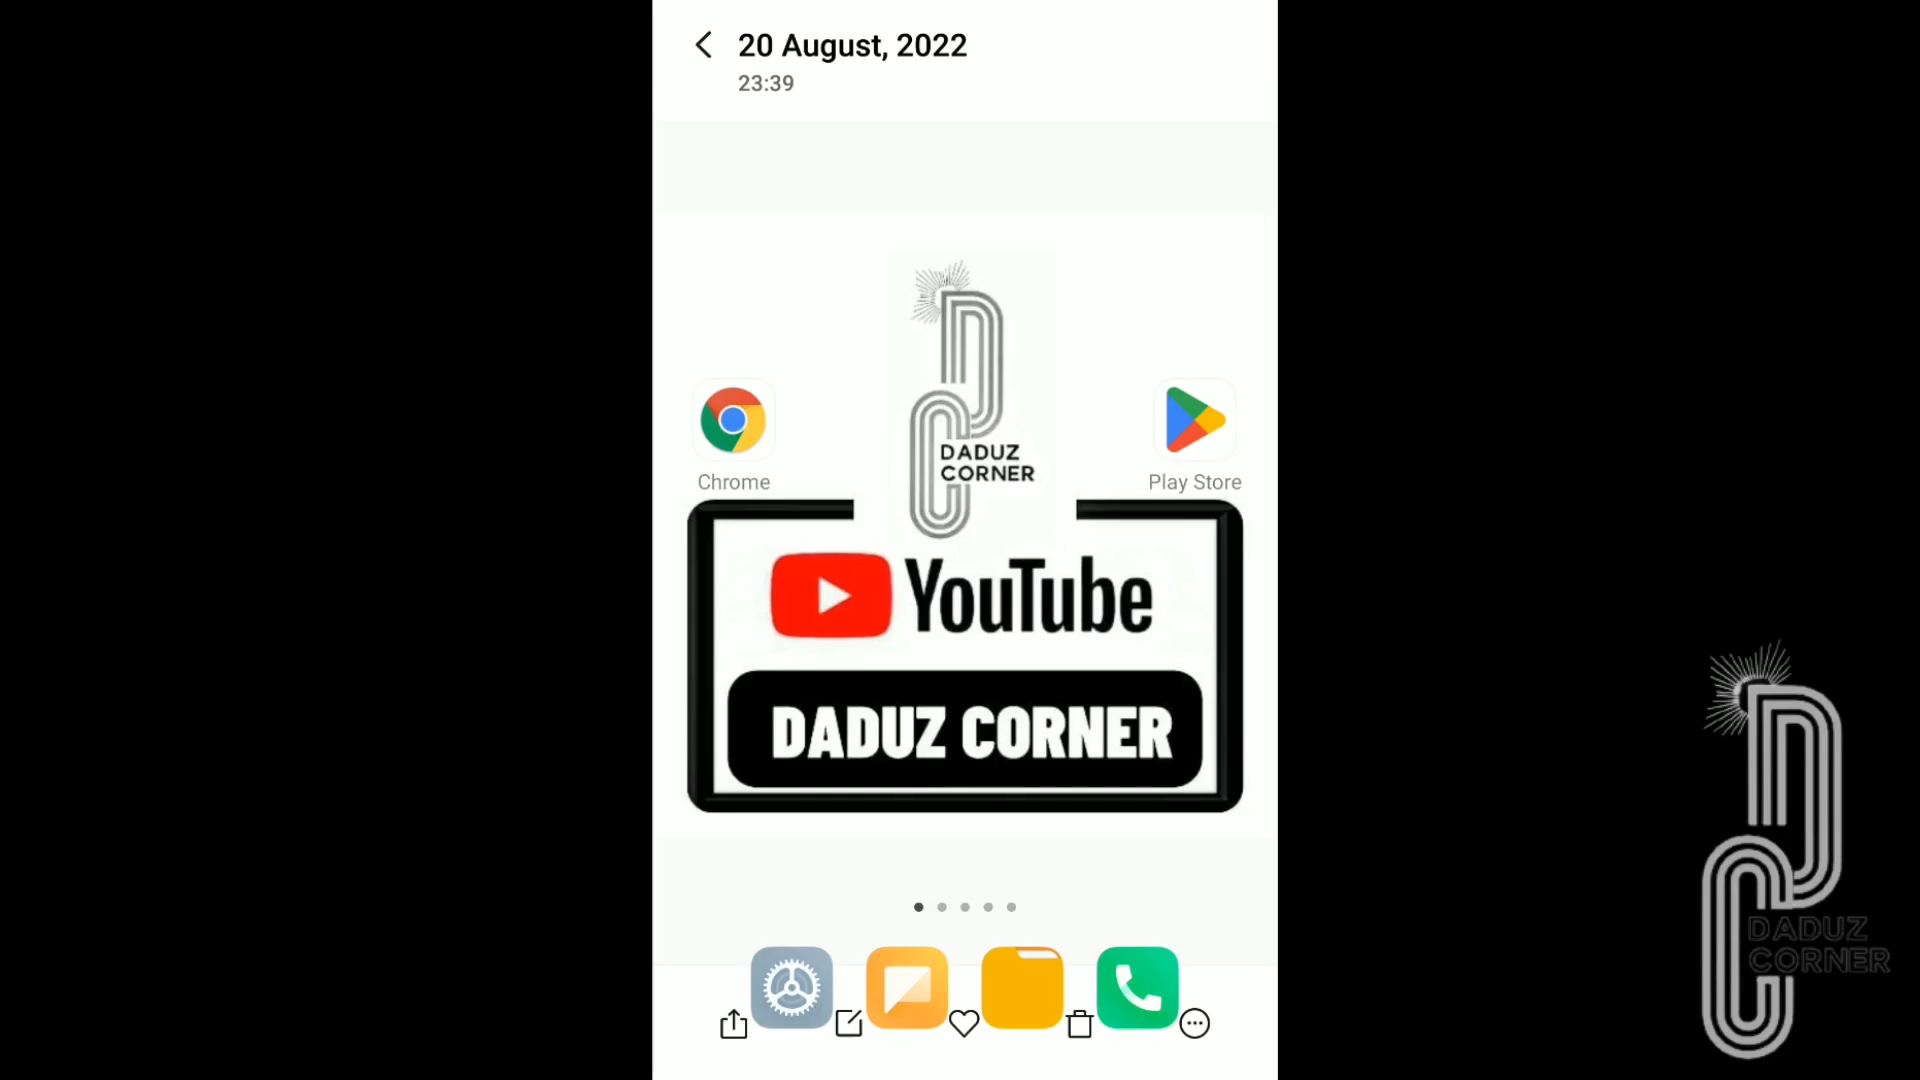 20 August, 2022
23:39
DADUZ
CORNER
Chrome
Play Store
YouTube
DADUZ CORNER
DADUZ
CORNER